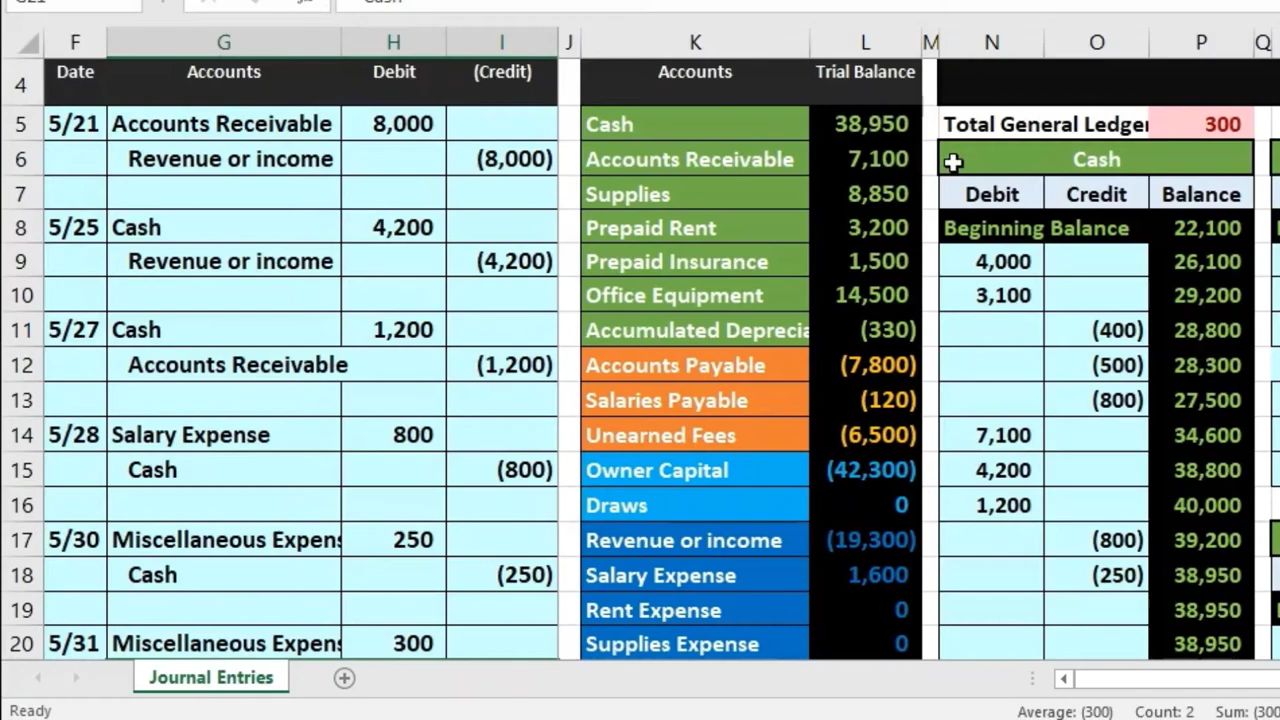 F G H I J K L M N O P Q
4 Date Accounts Debit (Credit) Accounts Trial Balance
5 5/21 Accounts Receivable 8,000 Cash 38,950 Total General Ledger 300
6 Revenue or income (8,000) Accounts Receivable 7,100 Cash
7 Supplies 8,850 Debit Credit Balance
8 5/25 Cash 4,200 Prepaid Rent 3,200 Beginning Balance 22,100
9 Revenue or income (4,200) Prepaid Insurance 1,500 4,000 26,100
10 Office Equipment 14,500 3,100 29,200
11 5/27 Cash 1,200 Accumulated Deprecia (330) (400) 28,800
12 Accounts Receivable (1,200) Accounts Payable (7,800) (500) 28,300
13 Salaries Payable (120) (800) 27,500
14 5/28 Salary Expense 800 Unearned Fees (6,500) 7,100 34,600
15 Cash (800) Owner Capital (42,300) 4,200 38,800
16 Draws 0 1,200 40,000
17 5/30 Miscellaneous Expens 250 Revenue or income (19,300) (800) 39,200
18 Cash (250) Salary Expense 1,600 (250) 38,950
19 Rent Expense 0 38,950
20 5/31 Miscellaneous Expens 300 Supplies Expense 0 38,950
Journal Entries
Ready Average: (300) Count: 2 Sum: (300